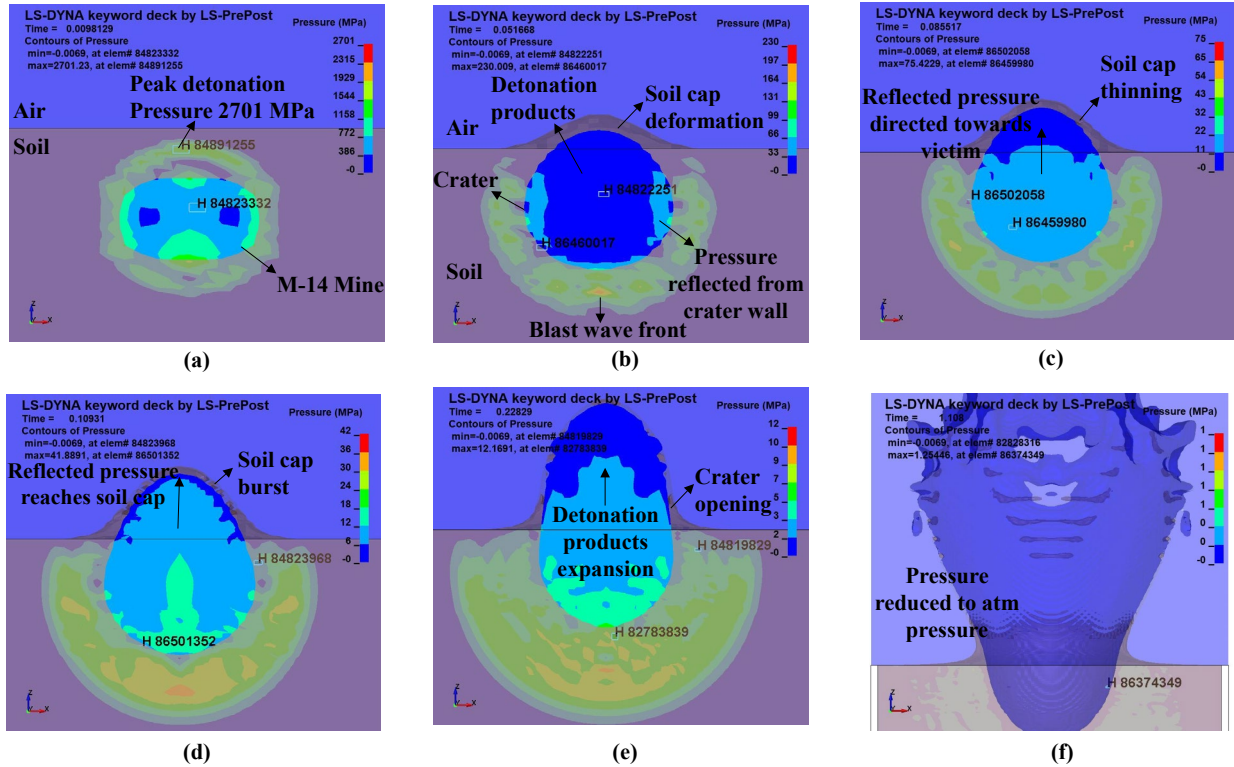 LS-DYNA keyword deck by LS-PrePost
Time = 0.0098129
Contours of Pressure
min=-0.0069, at elem# 84823332
max=2701.23, at elem# 84891255
Pressure (MPa)
2701
2315
1929
1544
1158
772
386
-0
Peak detonation
Pressure 2701 MPa
Air
Soil
H 84891255
H 84823332
M-14 Mine
Z
Y
X
(a)
LS-DYNA keyword deck by LS-PrePost
Time = 0.051668
Contours of Pressure
min=-0.0069, at elem# 84822251
max=230.009, at elem# 86460017
Pressure (MPa)
230
197
164
131
99
66
33
-0
Detonation
products
Soil cap
deformation
Air
Crater
H 84822251
H 86460017
Soil
Pressure
reflected from
crater wall
Blast wave front
Z
Y
X
(b)
LS-DYNA keyword deck by LS-PrePost
Time = 0.085517
Contours of Pressure
min=-0.0069, at elem# 86502058
max=75.4229, at elem# 86459980
Pressure (MPa)
75
65
54
43
32
22
11
-0
Soil cap
thinning
Reflected pressure
directed towards
victim
H 86502058
H 86459980
Z
Y
X
(c)
LS-DYNA keyword deck by LS-PrePost
Time = 0.10931
Contours of Pressure
min=-0.0069, at elem# 84823968
max=41.8891, at elem# 86501352
Pressure (MPa)
42
36
30
24
18
12
6
-0
Reflected pressure
reaches soil cap
Soil cap
burst
H 84823968
H 86501352
Z
Y
X
(d)
LS-DYNA keyword deck by LS-PrePost
Time = 0.22829
Contours of Pressure
min=-0.0069, at elem# 84819829
max=12.1691, at elem# 82783839
Pressure (MPa)
12
10
9
7
5
3
2
-0
Crater
opening
Detonation
products
expansion
H 84819829
H 82783839
Z
Y
X
(e)
LS-DYNA keyword deck by LS-PrePost
Time = 1.108
Contours of Pressure
min=-0.0069, at elem# 82828316
max=1.25446, at elem# 86374349
Pressure (MPa)
1
1
1
1
0
0
0
-0
Pressure
reduced to atm
pressure
H 86374349
Z
Y
X
(f)